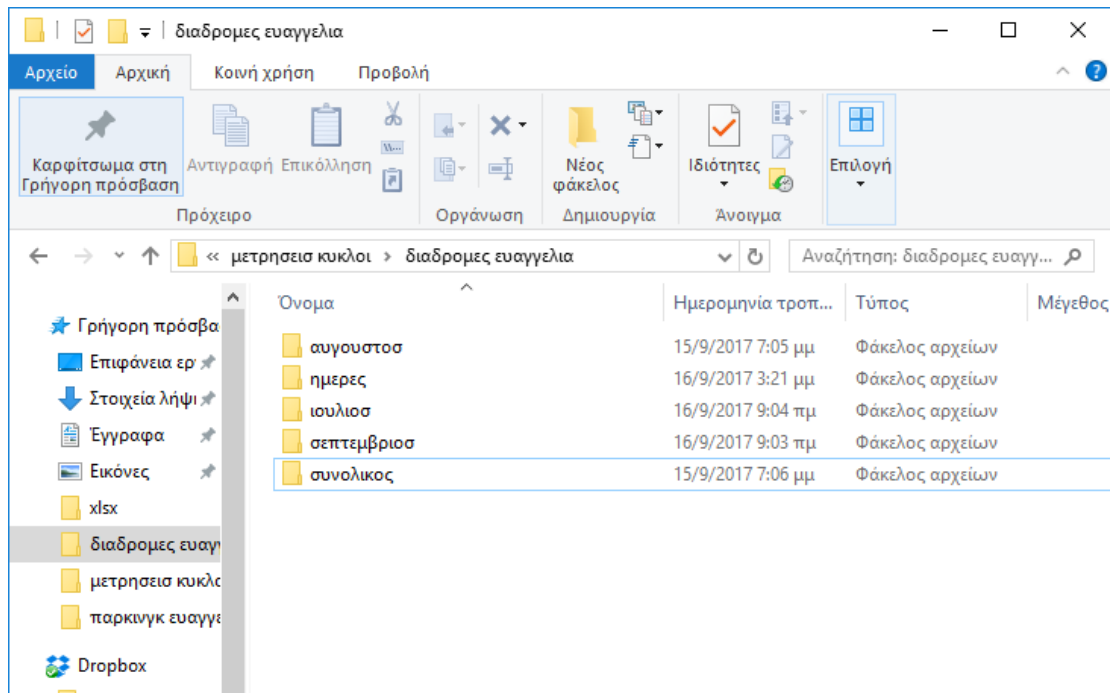 διαδρομες ευαγγελια
Αρχείο Αρχική Κοινή χρήση Προβολή
Καρφίτσωμα στη
Γρήγορη πρόσβαση
Αντιγραφή Επικόλληση
Νέος
φάκελος
Ιδιότητες
Επιλογή
Πρόχειρο Οργάνωση Δημιουργία Άνοιγμα
« μετρησεισ κυκλοι > διαδρομες ευαγγελια
Αναζήτηση: διαδρομες ευαγγ...
Όνομα Ημερομηνία τροπ... Τύπος Μέγεθος
αυγουστοσ 15/9/2017 7:05 μμ Φάκελος αρχείων
ημερες 16/9/2017 3:21 μμ Φάκελος αρχείων
ιουλιοσ 16/9/2017 9:04 πμ Φάκελος αρχείων
σεπτεμβριοσ 16/9/2017 9:03 πμ Φάκελος αρχείων
συνολικος 15/9/2017 7:06 μμ Φάκελος αρχείων
Γρήγορη πρόσβα
Επιφάνεια ερ
Στοιχεία λήψι
Έγγραφα
Εικόνες
xlsx
διαδρομες ευαγγ
μετρησεισ κυκλο
παρκινγκ ευαγγε
Dropbox